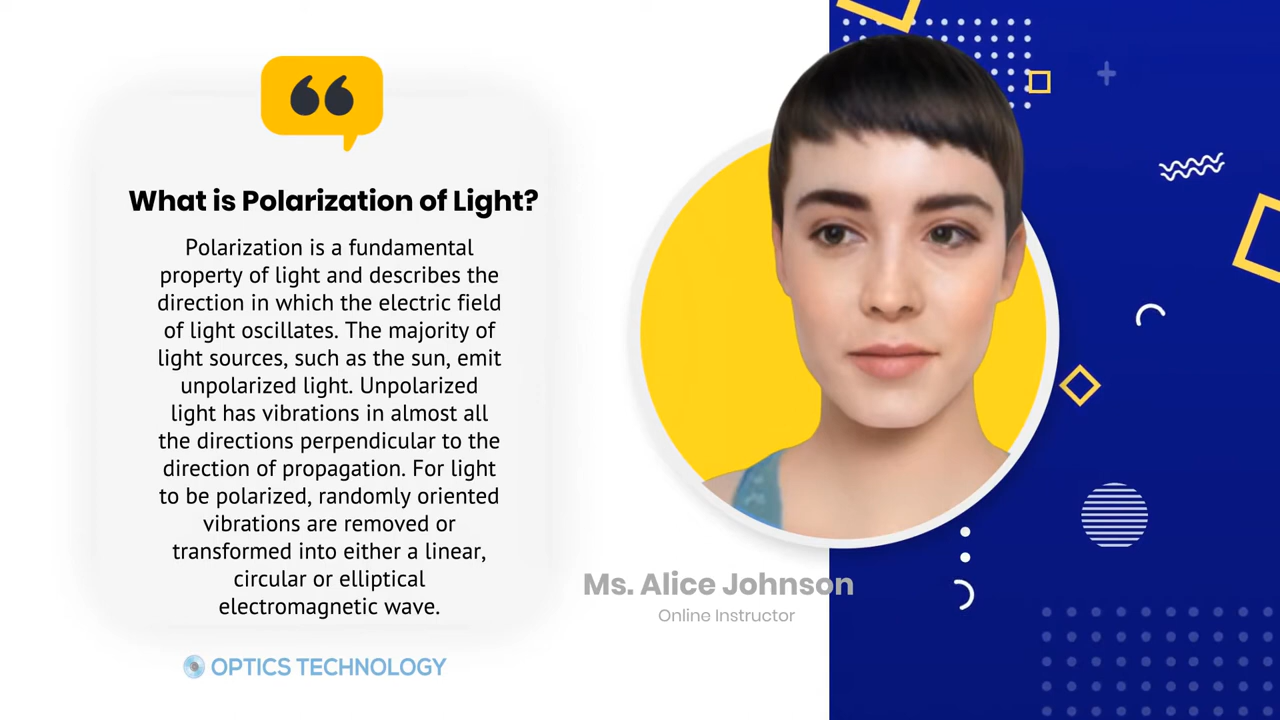 What is Polarization of Light?
Polarization is a fundamental
property of light and describes the
direction in which the electric field
of light oscillates. The majority of
light sources, such as the sun, emit
unpolarized light. Unpolarized
light has vibrations in almost all
the directions perpendicular to the
direction of propagation. For light
to be polarized, randomly oriented
vibrations are removed or
transformed into either a linear,
circular or elliptical
electromagnetic wave.
OPTICS TECHNOLOGY
Ms. Alice Johnson
Online Instructor